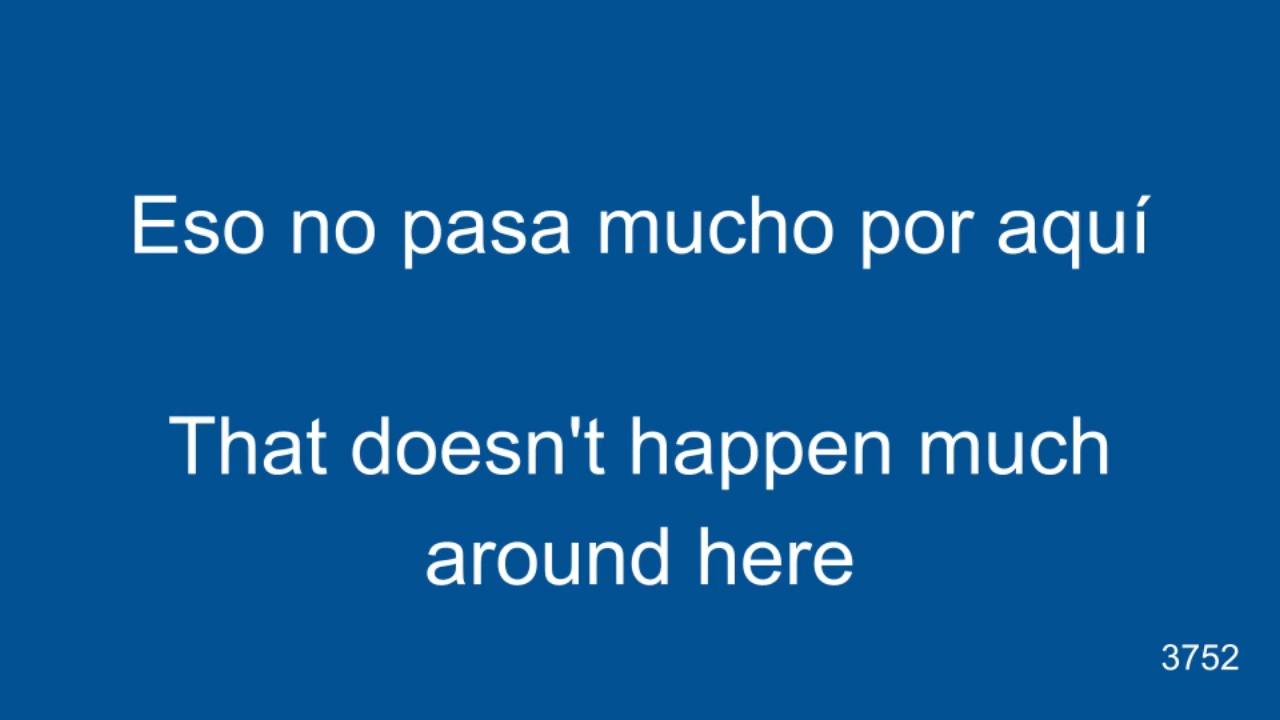 Eso no pasa mucho por aquí
That doesn't happen much
around here
3752